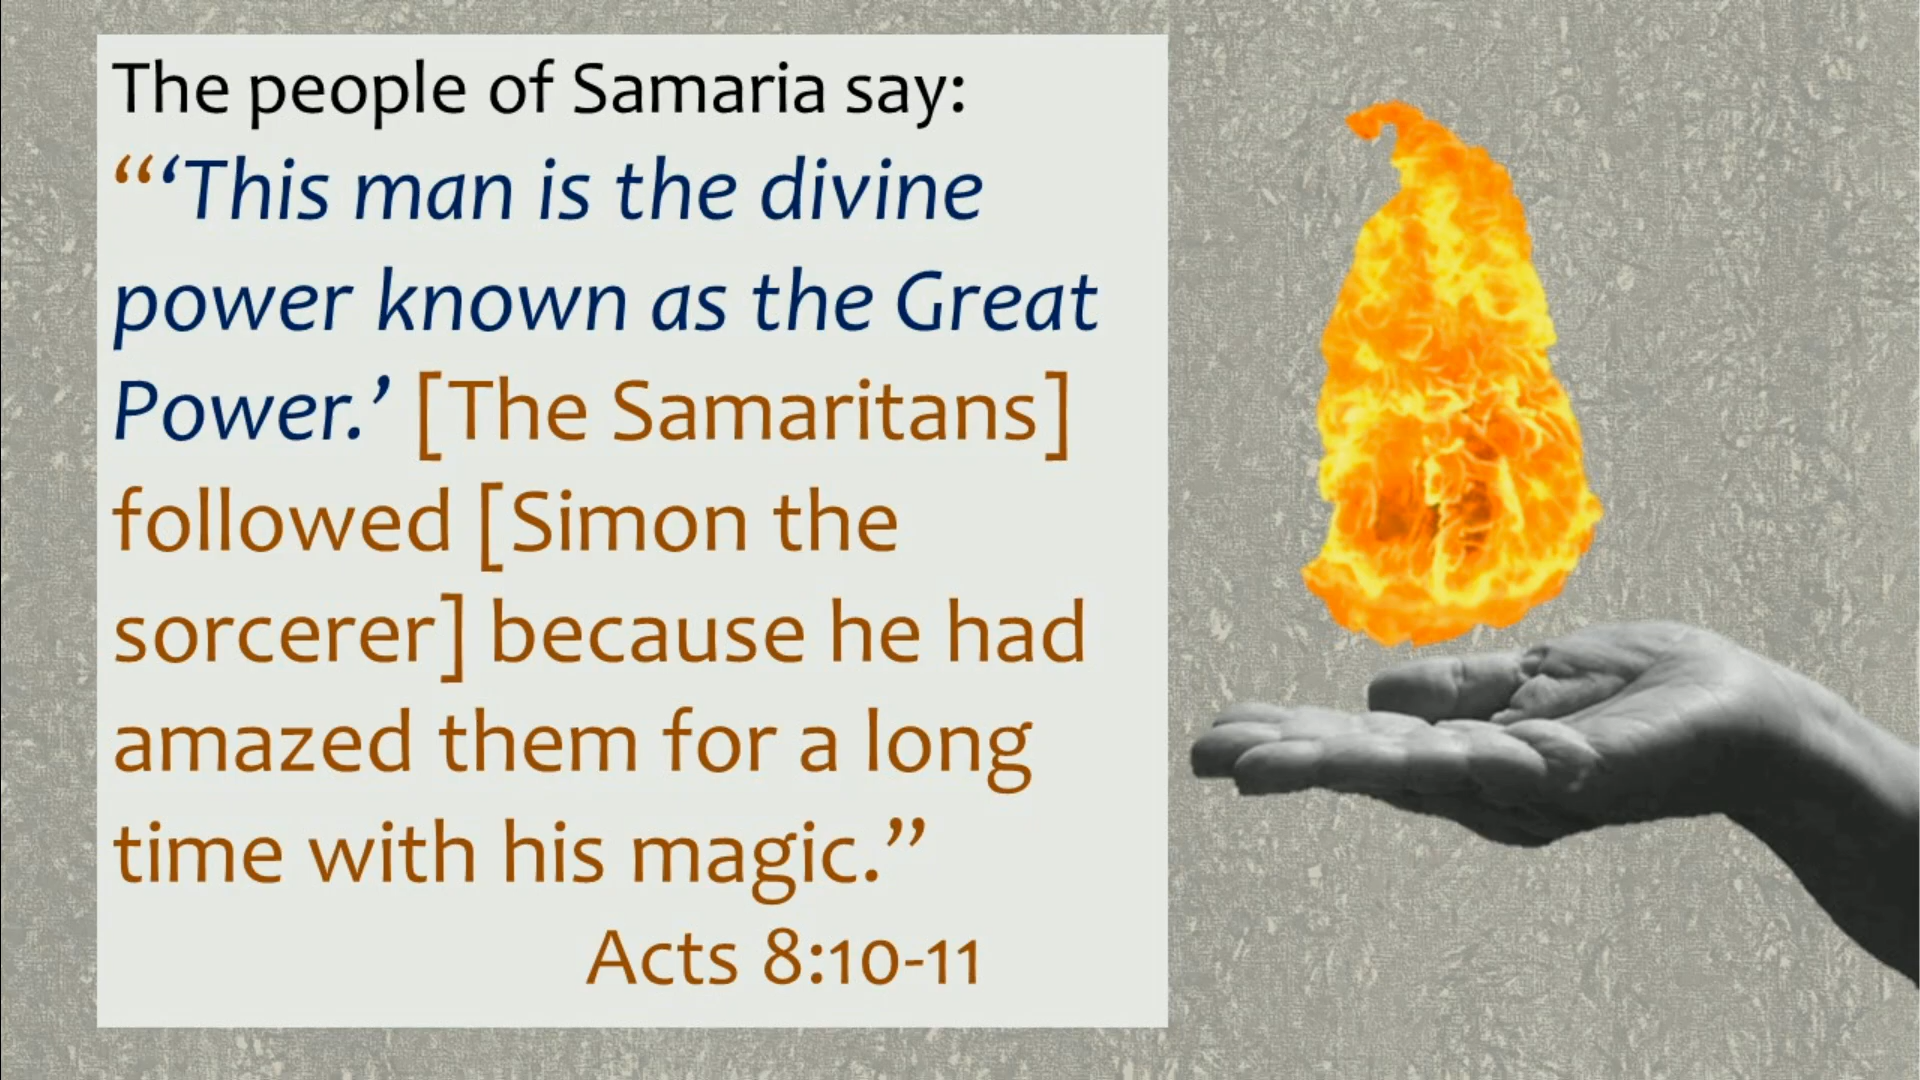 The people of Samaria say:
“‘This man is the divine
power known as the Great
Power.’ [The Samaritans]
followed [Simon the
sorcerer] because he had
amazed them for a long
time with his magic.”
Acts 8:10-11